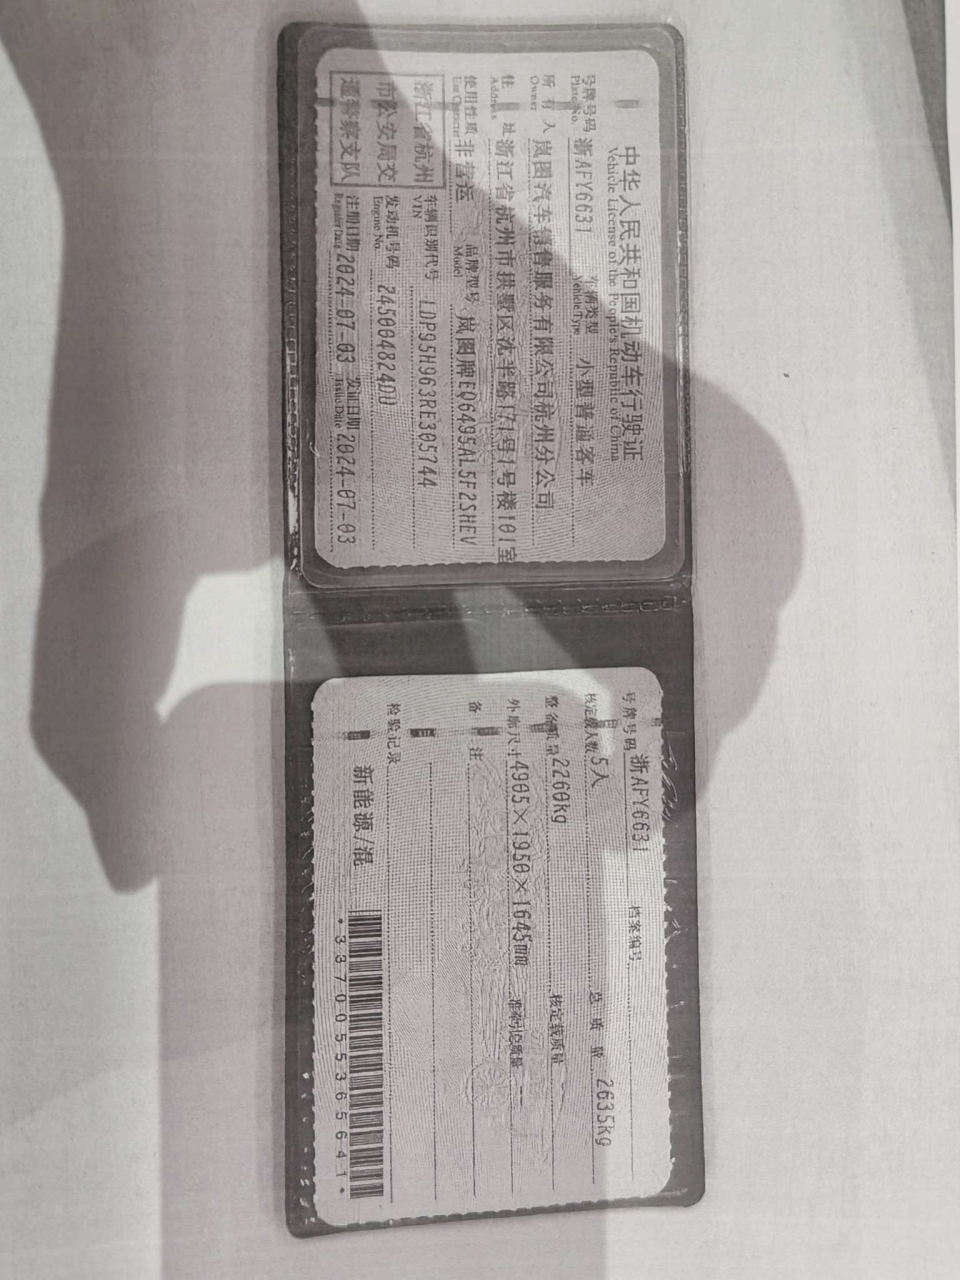 中华人民共和国机动车行驶证
Vehicle License of the People's Republic of China
号牌号码 浙AFY6631 车辆类型 小型普通客车
Plate No. Vehicle Type
所有人 岚图汽车销售服务有限公司杭州分公司
Owner
住址 浙江省杭州市拱墅区沈半路171号1号楼101室
Address
使用性质 非营运 品牌型号 岚图牌EQ6495AL5F2SHEV
Use Character Model
浙江省杭州
市公安局交
通警察支队
车辆识别代号 LDP95H963RE305744
VIN
发动机号码 245004824DU
Engine No.
注册日期 2024-07-03 发证日期 2024-07-03
Register Date Issue Date
号牌号码 浙AFY6631 档案编号
核定载人数 5人 总质量 2635kg
整备质量 2260kg 核定载质量
外廓尺寸 4905×1950×1645mm 准牵引总质量
备注
检验记录
新能源/混
*3370055365641*